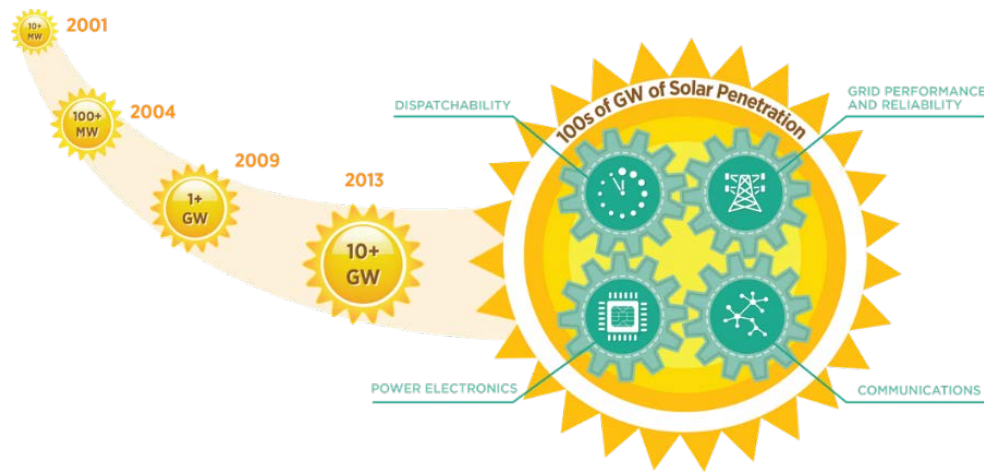 10+
MW
2001
100+
MW
2004
1+
GW
2009
10+
GW
2013
100s of GW of Solar Penetration
DISPATCHABILITY
GRID PERFORMANCE
AND RELIABILITY
POWER ELECTRONICS
COMMUNICATIONS